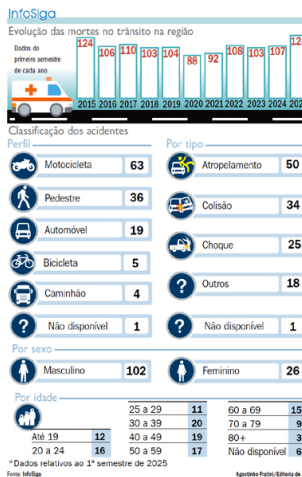 InfoSiga
Evolução das mortes no trânsito na região
Dados do primeiro semestre de cada ano
124 106 110 103 104 88 92 108 103 107
2015 2016 2017 2018 2019 2020 2021 2022 2023 2024
Classificação dos acidentes
Perfil
Motocicleta 63
Pedestre 36
Automóvel 19
Bicicleta 5
Caminhão 4
? Não disponível 1
Por tipo
Atropelamento 50
Colisão 34
Choque 25
? Outros 18
? Não disponível 1
Por sexo
Masculino 102
Feminino 26
Por idade
Até 19 12
20 a 24 16
25 a 29 11
30 a 39 20
40 a 49 19
50 a 59 17
60 a 69 15
70 a 79 9
80+ 3
Não disponível 6
*Dados relativos ao 1º semestre de 2025
Fonte: InfoSiga
Agostinho Fratini/Editoria de